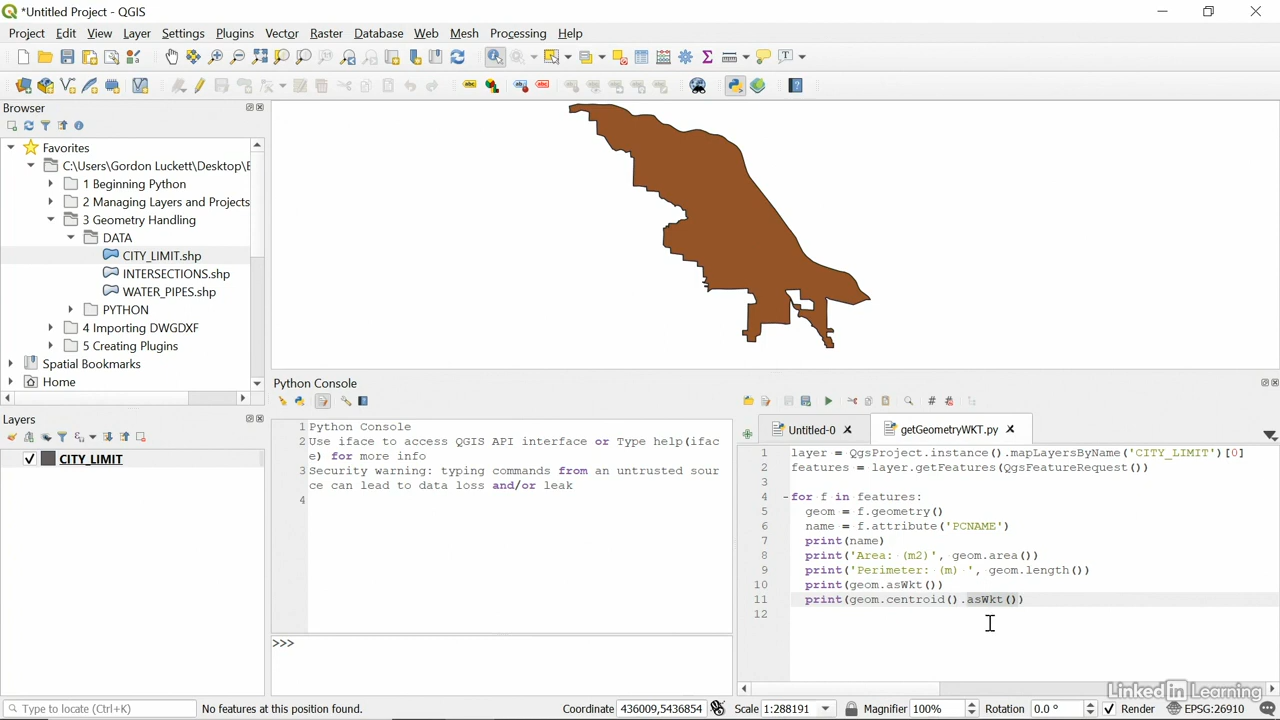 *Untitled Project - QGIS
Project Edit View Layer Settings Plugins Vector Raster Database Web Mesh Processing Help
Browser
Favorites
C:\Users\Gordon Luckett\Desktop\E
1 Beginning Python
2 Managing Layers and Projects
3 Geometry Handling
DATA
CITY_LIMIT.shp
INTERSECTIONS.shp
WATER_PIPES.shp
PYTHON
4 Importing DWGDXF
5 Creating Plugins
Spatial Bookmarks
Home
Layers
CITY_LIMIT
Python Console
1 Python Console
2 Use iface to access QGIS API interface or Type help(ifac
e) for more info
3 Security warning: typing commands from an untrusted sour
ce can lead to data loss and/or leak
4
>>>
Untitled-0
getGeometryWKT.py
1 layer = QgsProject.instance().mapLayersByName('CITY_LIMIT')[0]
2 features = layer.getFeatures(QgsFeatureRequest())
3
4 for f in features:
5 geom = f.geometry()
6 name = f.attribute('PCNAME')
7 print(name)
8 print('Area: (m2)', geom.area())
9 print('Perimeter: (m) ', geom.length())
10 print(geom.asWkt())
11 print(geom.centroid().asWkt())
12
LinkedIn Learning
Type to locate (Ctrl+K) No features at this position found. Coordinate 436009,5436854 Scale 1:288191 Magnifier 100% Rotation 0.0 ° Render EPSG:26910